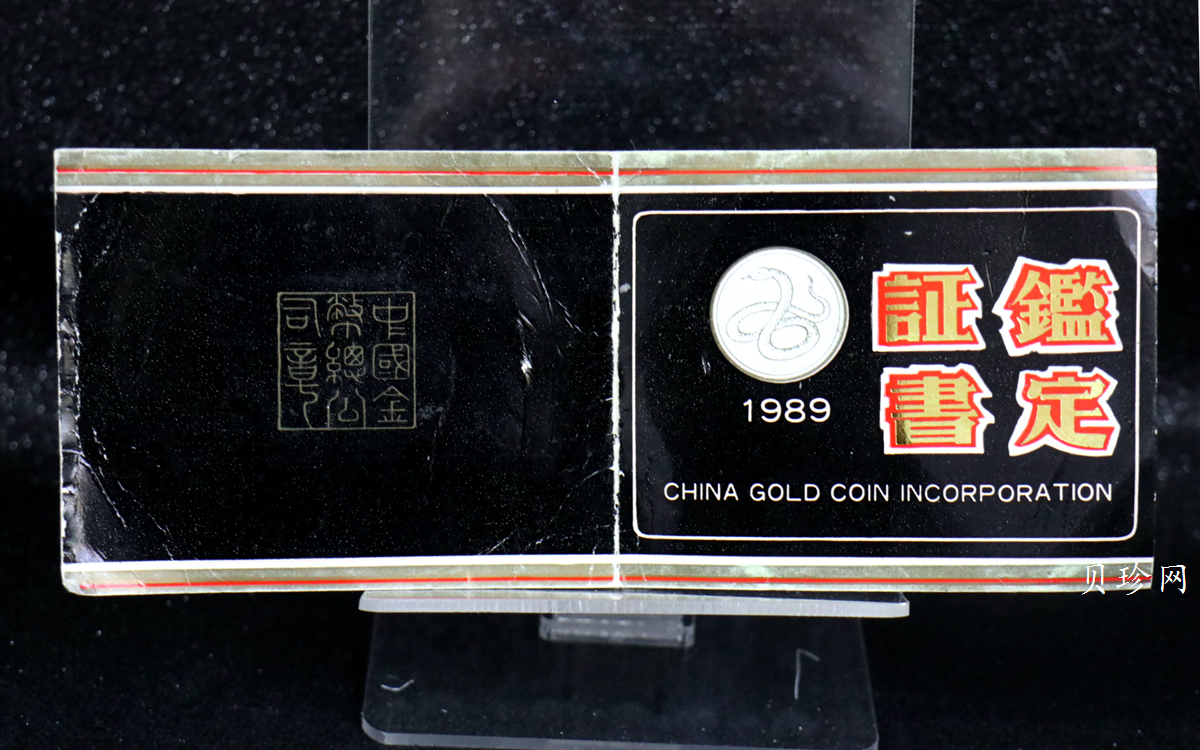 中國金
幣總公
司章
1989
鑑定
証書
CHINA GOLD COIN INCORPORATION
贝珍网